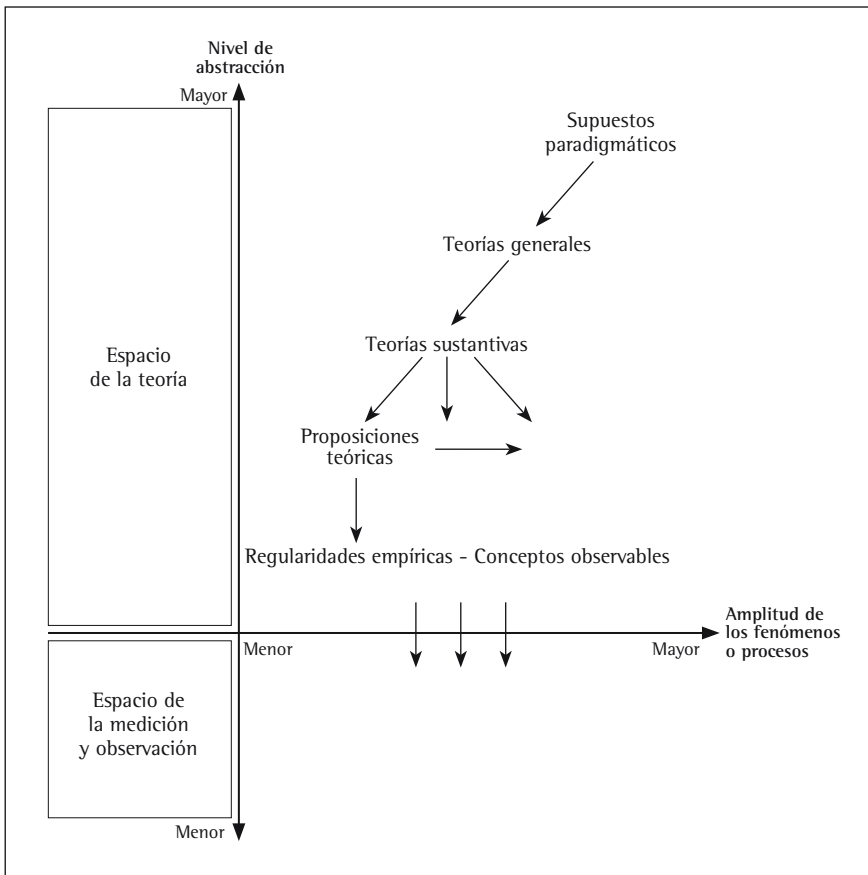 Nivel de
abstracción
Mayor
Supuestos
paradigmáticos
Teorías generales
Teorías sustantivas
Espacio
de la teoría
Proposiciones
teóricas
Regularidades empíricas - Conceptos observables
Amplitud de
los fenómenos
o procesos
Menor
Mayor
Espacio de
la medición
y observación
Menor